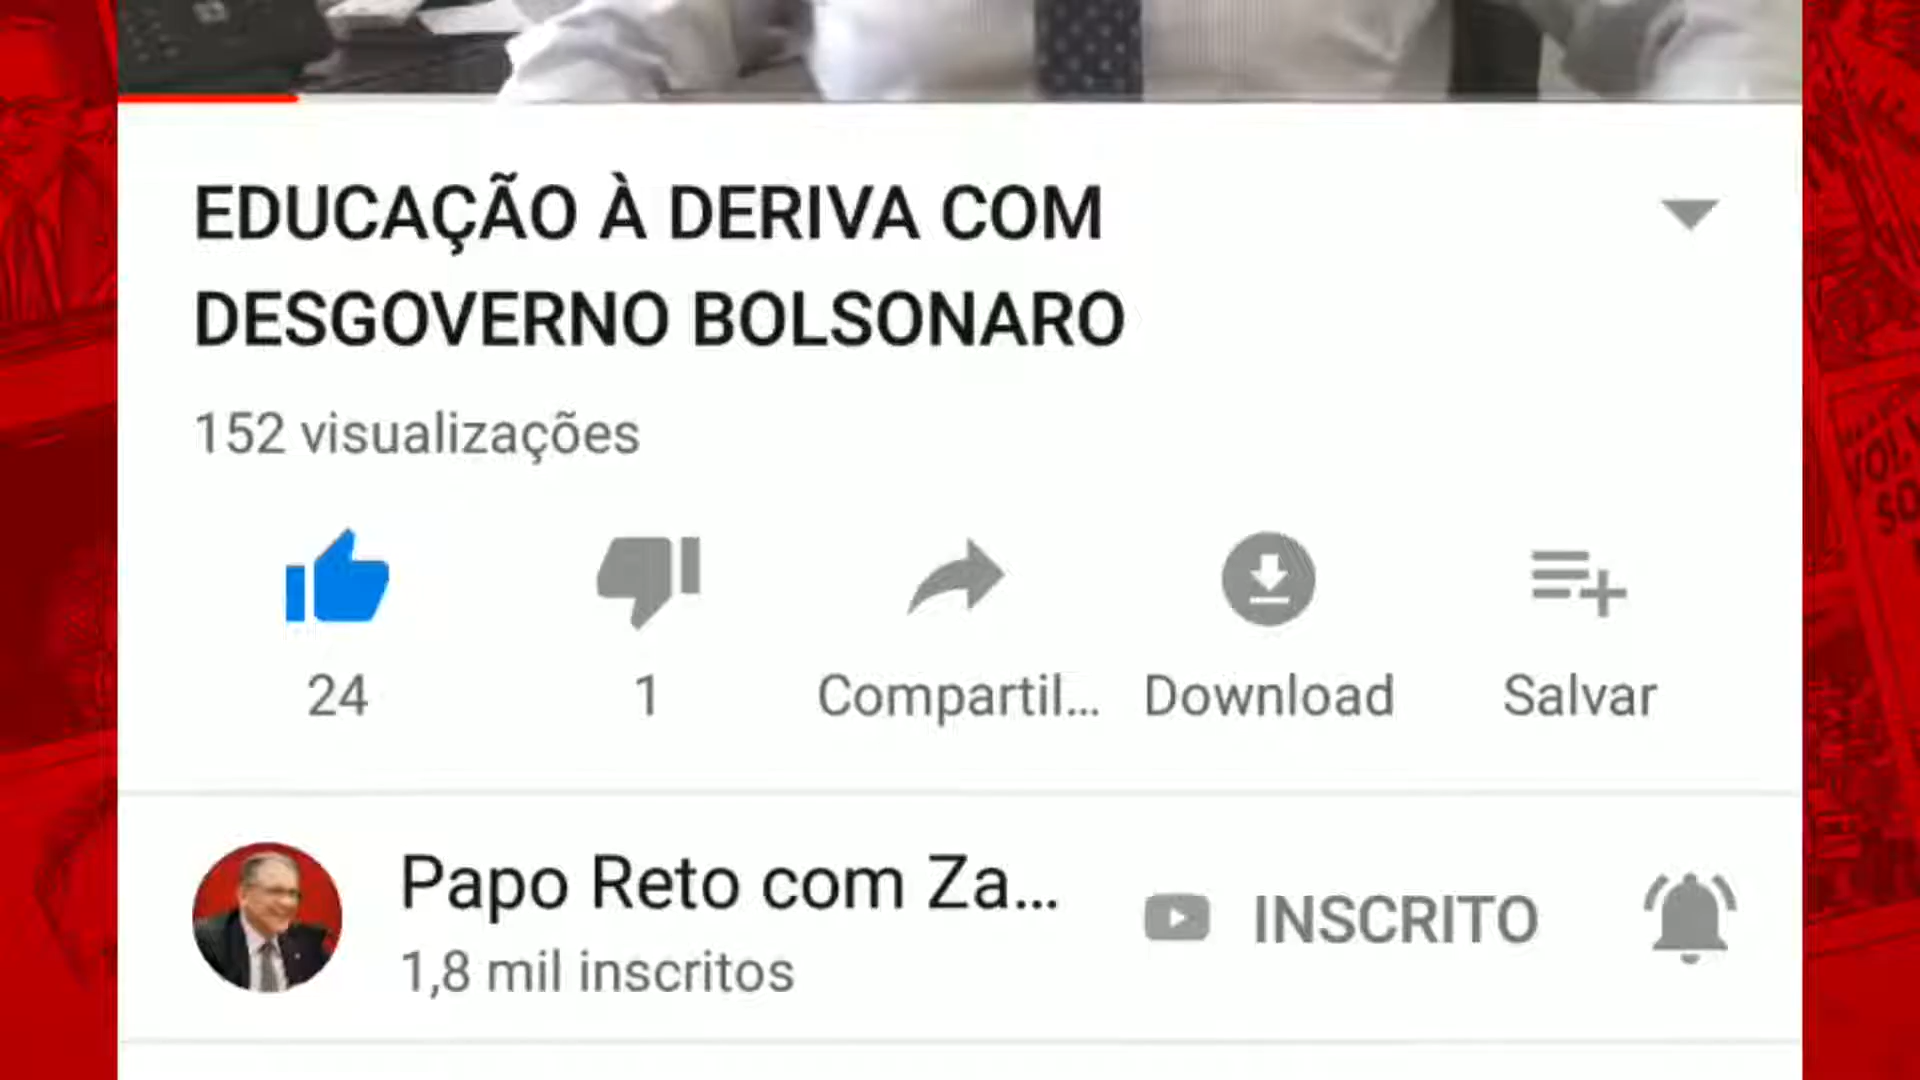 EDUCAÇÃO À DERIVA COM
DESGOVERNO BOLSONARO
152 visualizações
24
1
Compartil...
Download
Salvar
Papo Reto com Za...
INSCRITO
1,8 mil inscritos